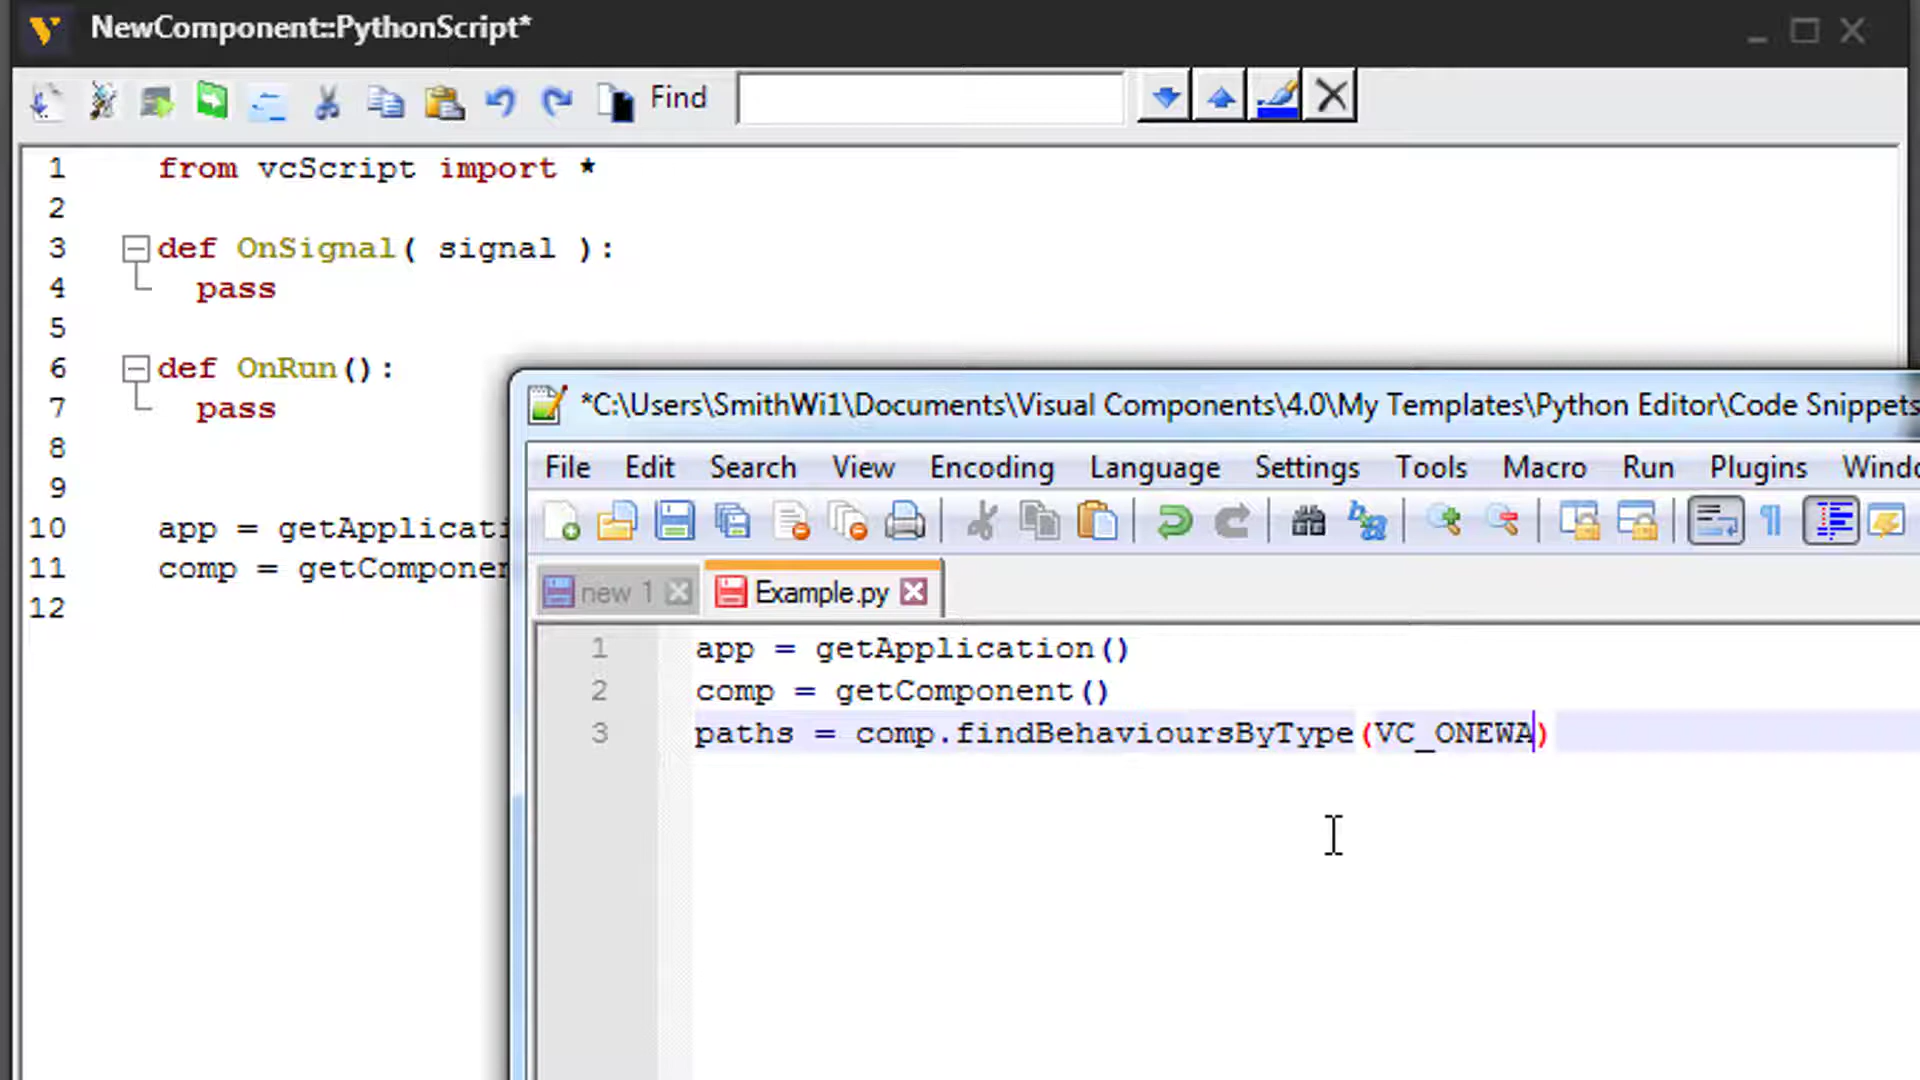 NewComponent::PythonScript*
Find
1 from vcScript import *
2
3 def OnSignal( signal ):
4 pass
5
6 def OnRun():
7 pass
8
9
10 app = getApplicati
11 comp = getComponen
12
*C:\Users\SmithWi1\Documents\Visual Components\4.0\My Templates\Python Editor\Code Snippets
File Edit Search View Encoding Language Settings Tools Macro Run Plugins Windo
new 1 Example.py
1 app = getApplication()
2 comp = getComponent()
3 paths = comp.findBehavioursByType(VC_ONEWA)